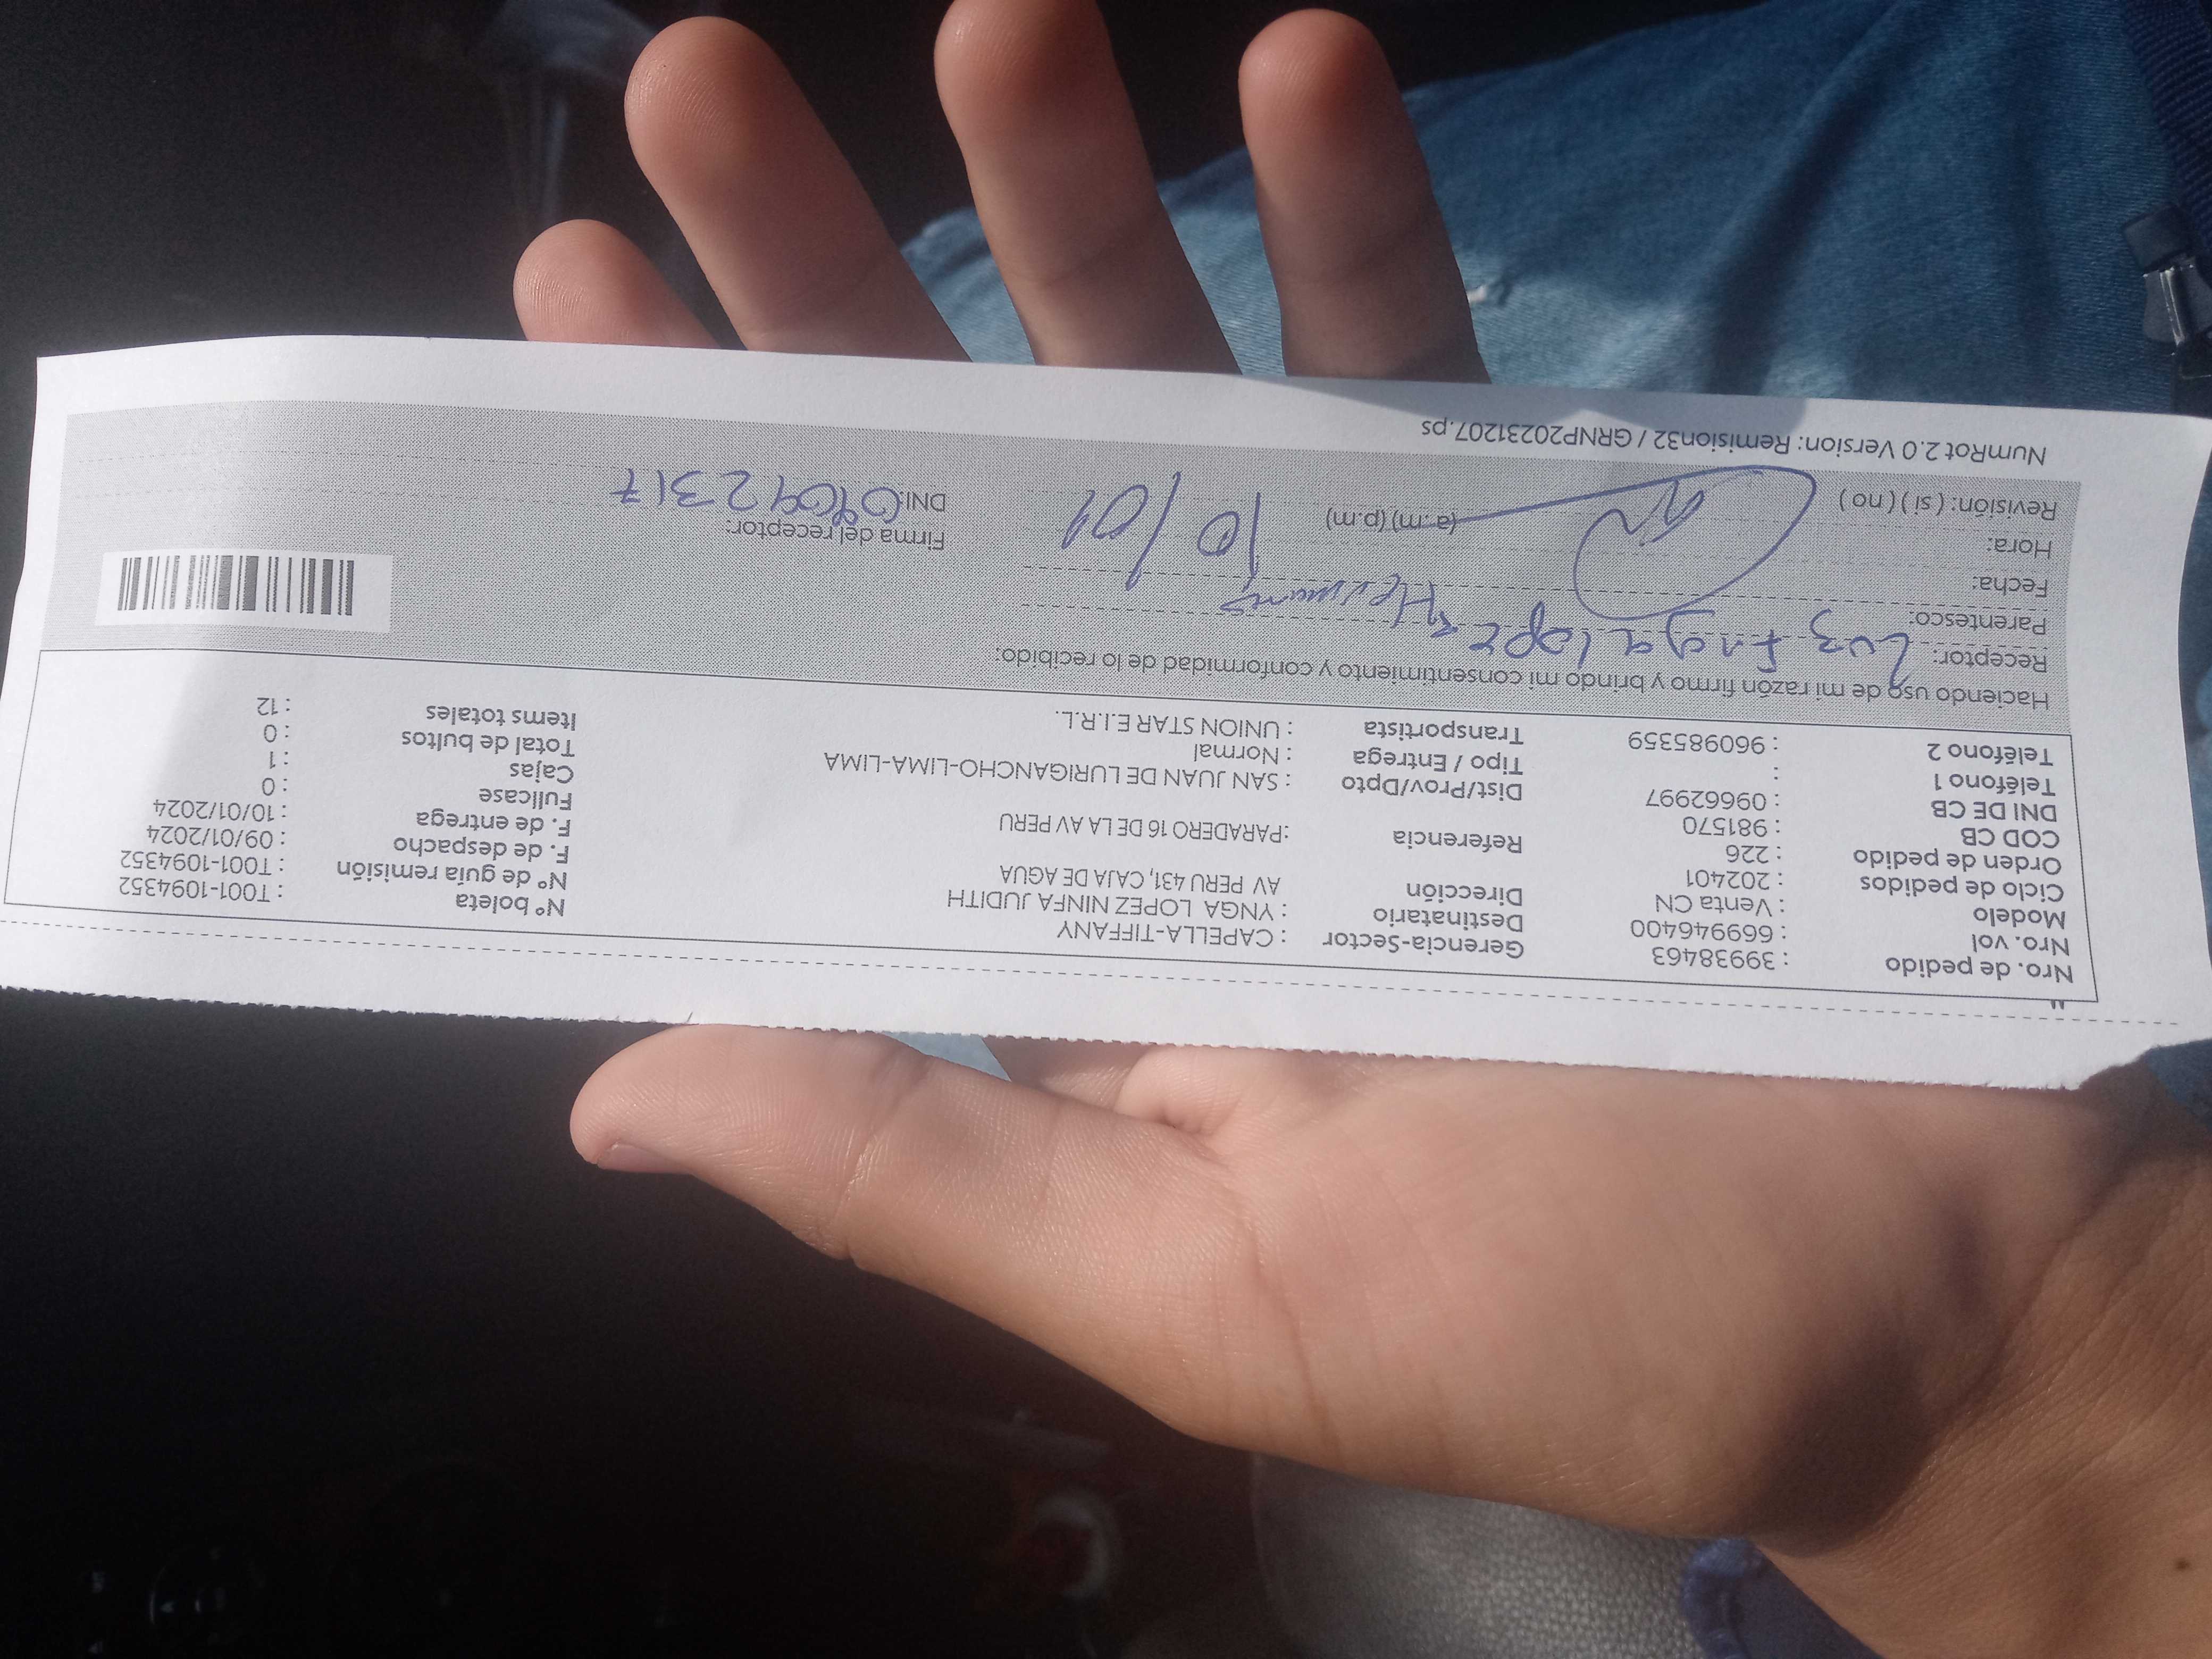 Nro. de pedido : 39938463 Gerencia-Sector : CAPELLA-TIFFANY Nº boleta : T001-1094352
Nro. vol : 669946400 Destinatario : YNGA LOPEZ NINFA JUDITH Nº de guía remisión : T001-1094352
Modelo : Venta CN Dirección AV PERU 431, CAJA DE AGUA F. de despacho : 09/01/2024
Ciclo de pedidos : 202401 F. de entrega : 10/01/2024
Orden de pedido : 226 Referencia :PARADERO 16 DE LA AV PERU Fullcase : 0
COD CB : 981570 Cajas : 1
DNI DE CB : 09662997 Dist/Prov/Dpto : SAN JUAN DE LURIGANCHO-LIMA-LIMA Total de bultos : 0
Teléfono 1 : Tipo / Entrega : Normal Items totales : 12
Teléfono 2 : 960985359 Transportista : UNION STAR E.I.R.L.
Haciendo uso de mi razón firmo y brindo mi consentimiento y conformidad de lo recibido:
Receptor: Luz lopez
Parentesco: Hermana
Fecha: 10/01
Hora: (a.m) (p.m) Firma del receptor:
Revisión: ( si ) ( no ) DNI:
NumRot 2.0 Version: Remision32 / GRNP20231207.ps